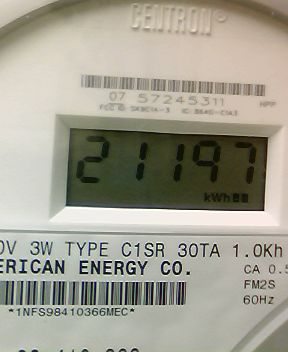 CENTRON®
07 57245311
HPP
21197
kWh
0V 3W TYPE C1SR 30TA 1.0Kh
ERICAN ENERGY CO.
CA 0.5
FM2S
60Hz
*1NFS98410366MEC*